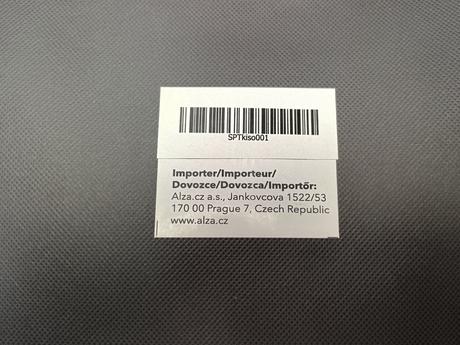 SPTkiso001
Importer/Importeur/
Dovozce/Dovozca/Importőr:
Alza.cz a.s., Jankovcova 1522/53
170 00 Prague 7, Czech Republic
www.alza.cz